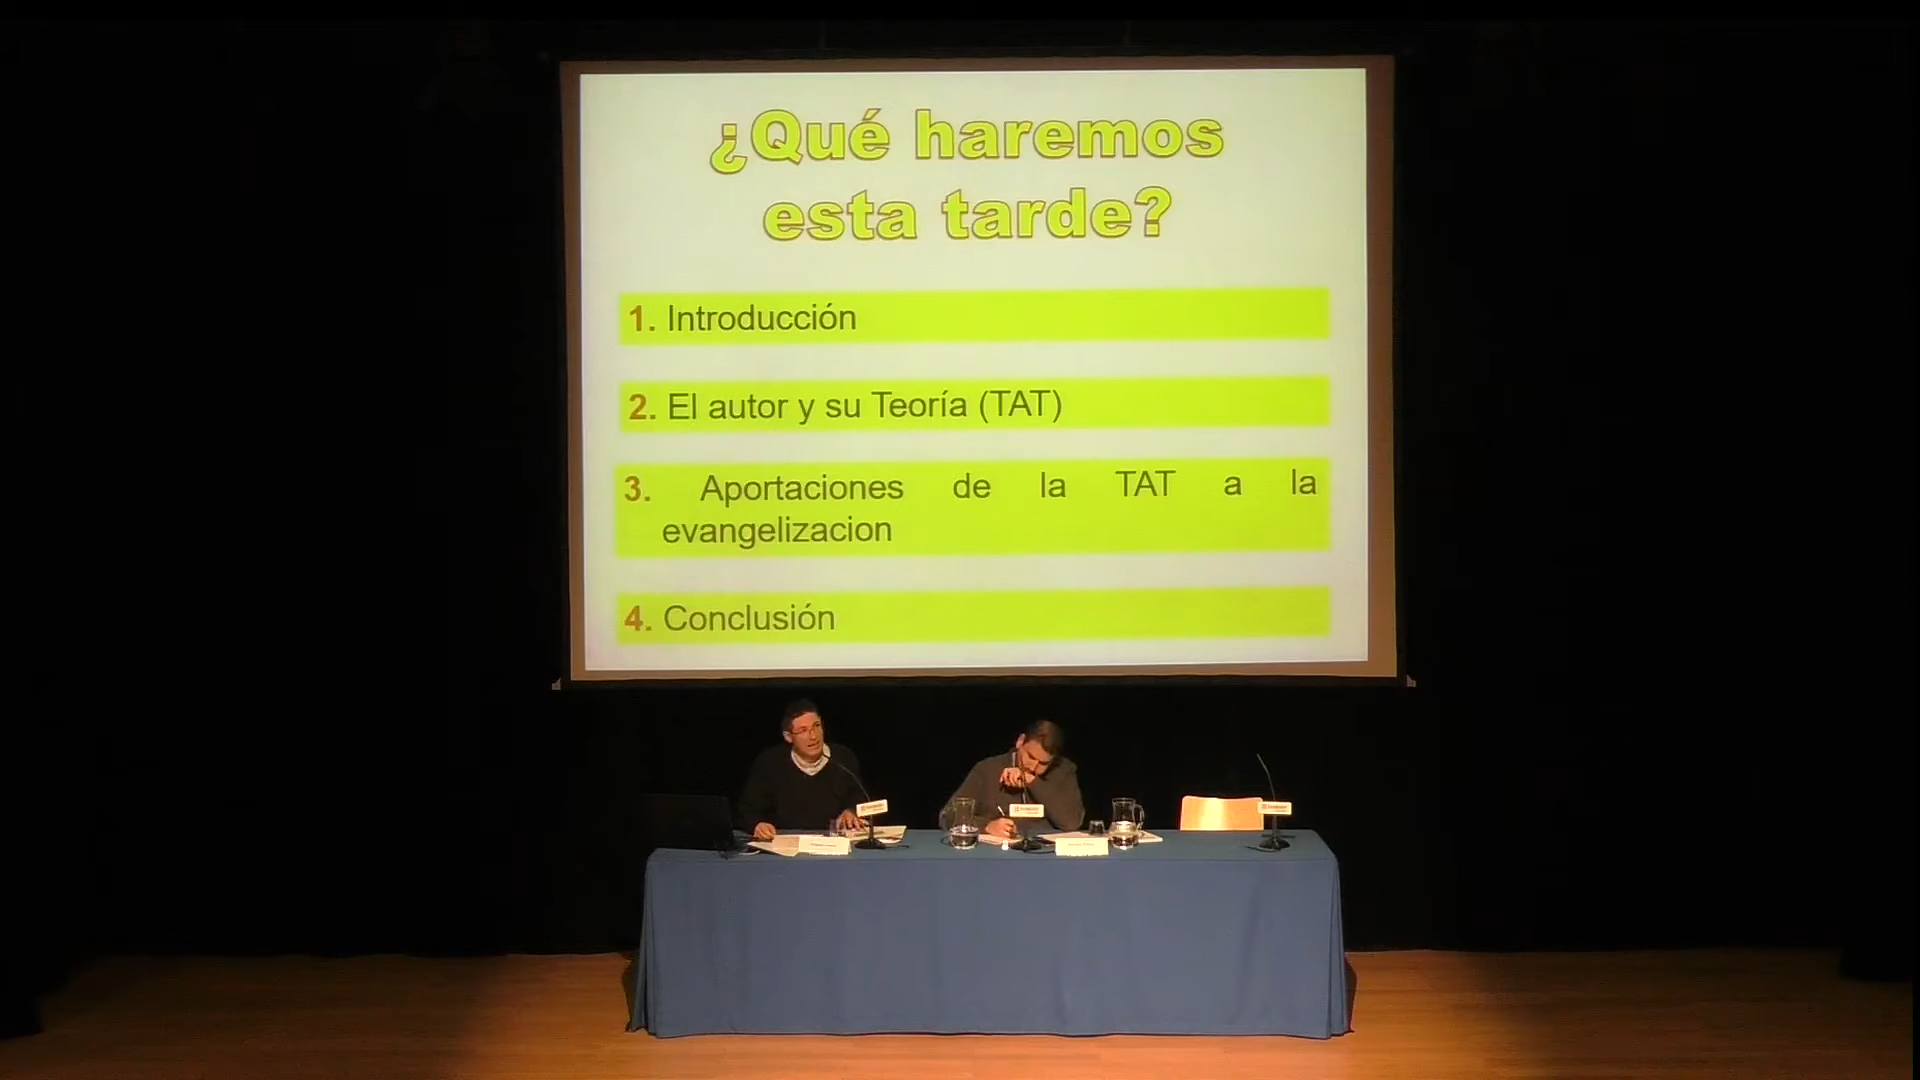 ¿Qué haremos
esta tarde?
1. Introducción
2. El autor y su Teoría (TAT)
3. Aportaciones de la TAT a la
evangelizacion
4. Conclusión